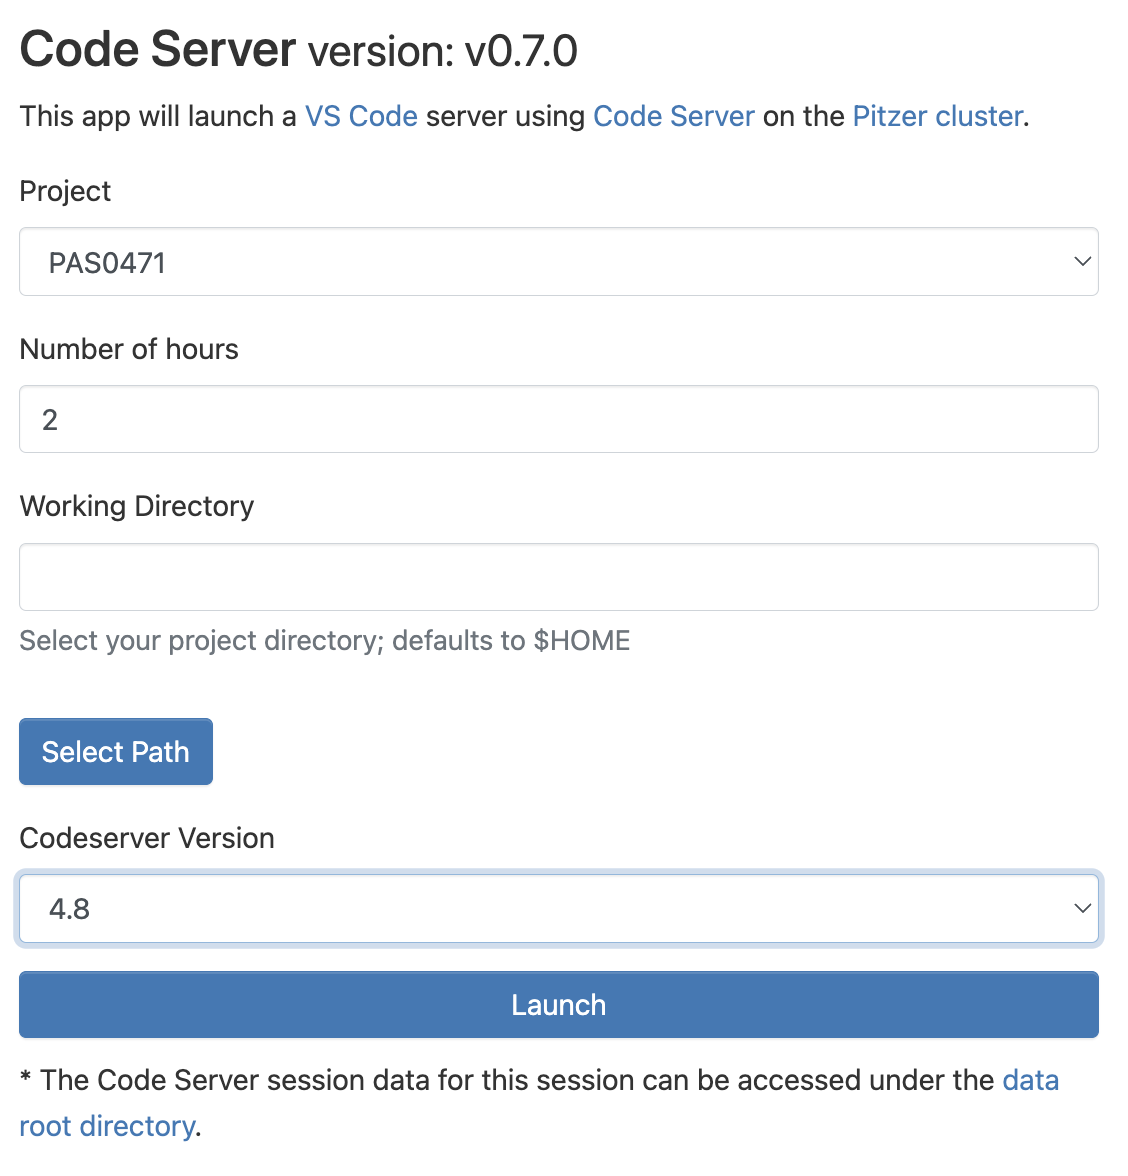 Code Server version: v0.7.0
This app will launch a VS Code server using Code Server on the Pitzer cluster.
Project
PAS0471
Number of hours
2
Working Directory
Select your project directory; defaults to $HOME
Select Path
Codeserver Version
4.8
Launch
* The Code Server session data for this session can be accessed under the data
root directory.